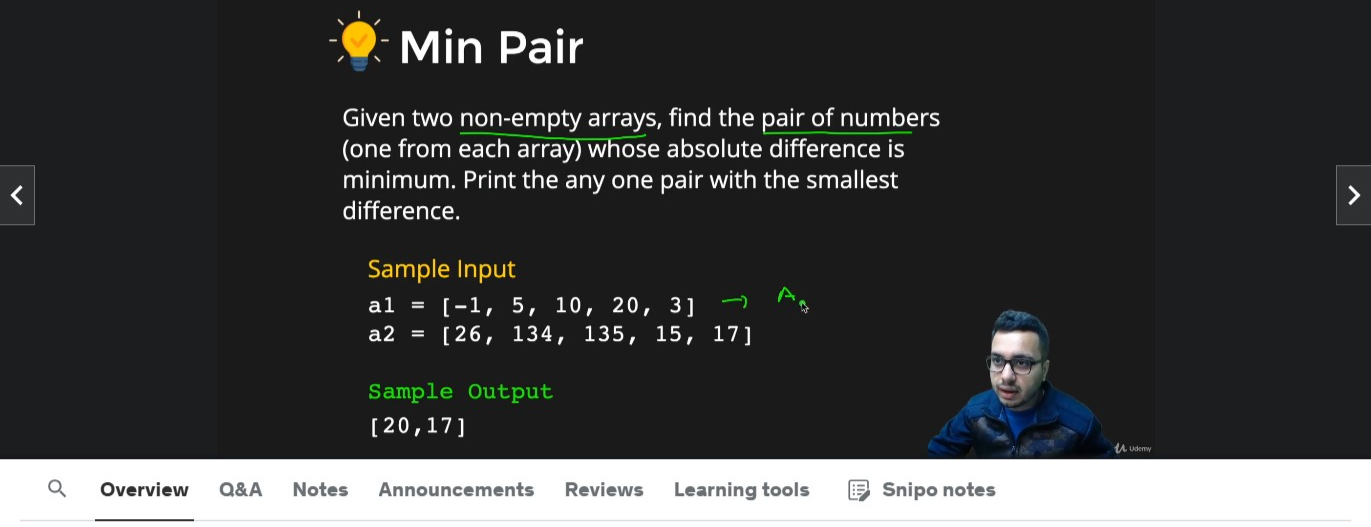 Min Pair
Given two non-empty arrays, find the pair of numbers
(one from each array) whose absolute difference is
minimum. Print the any one pair with the smallest
difference.
Sample Input
a1 = [-1, 5, 10, 20, 3] → A.
a2 = [26, 134, 135, 15, 17]
Sample Output
[20,17]
Udemy
Overview Q&A Notes Announcements Reviews Learning tools Snipo notes